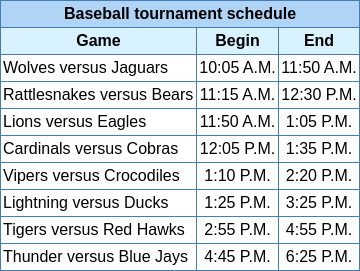 Baseball tournament schedule
Game Begin End
Wolves versus Jaguars 10:05 A.M. 11:50 A.M.
Rattlesnakes versus Bears 11:15 A.M. 12:30 P.M.
Lions versus Eagles 11:50 A.M. 1:05 P.M.
Cardinals versus Cobras 12:05 P.M. 1:35 P.M.
Vipers versus Crocodiles 1:10 P.M. 2:20 P.M.
Lightning versus Ducks 1:25 P.M. 3:25 P.M.
Tigers versus Red Hawks 2:55 P.M. 4:55 P.M.
Thunder versus Blue Jays 4:45 P.M. 6:25 P.M.